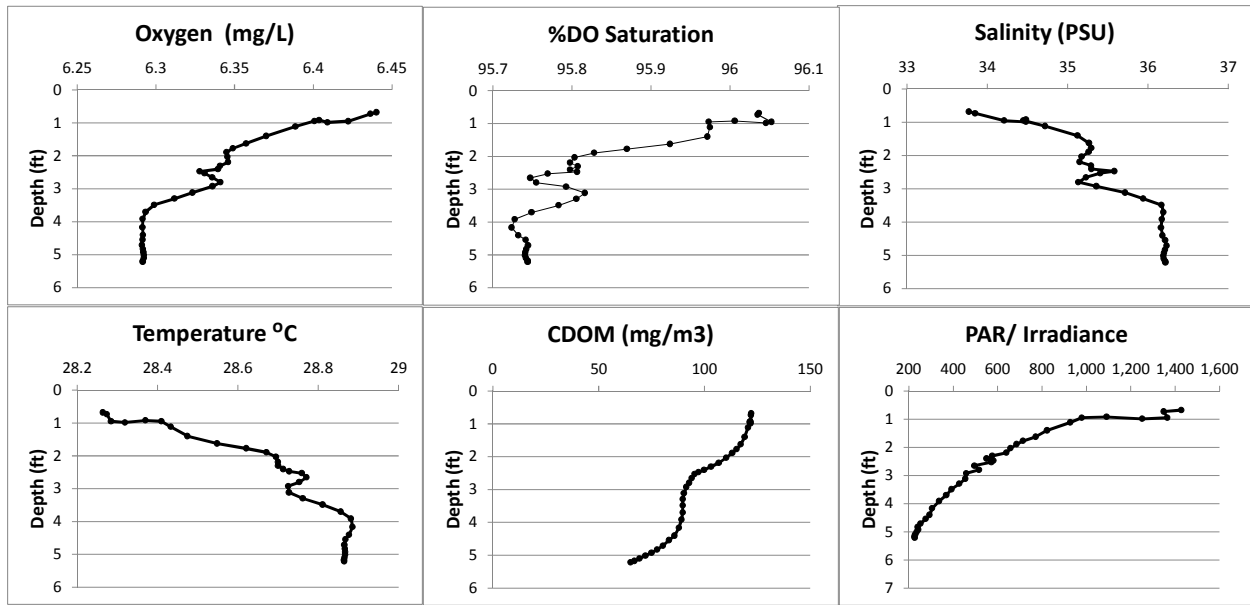 Oxygen (mg/L)
6.25 6.3 6.35 6.4 6.45
0
1
2
3
4
5
6
Depth (ft)
%DO Saturation
95.7 95.8 95.9 96 96.1
0
1
2
3
4
5
6
Depth (ft)
Salinity (PSU)
33 34 35 36 37
0
1
2
3
4
5
6
Depth (ft)
Temperature ⁰C
28.2 28.4 28.6 28.8 29
0
1
2
3
4
5
6
Depth (ft)
CDOM (mg/m3)
0 50 100 150
0
1
2
3
4
5
6
Depth (ft)
PAR/ Irradiance
200 400 600 800 1,000 1,200 1,400 1,600
0
1
2
3
4
5
6
7
Depth (ft)